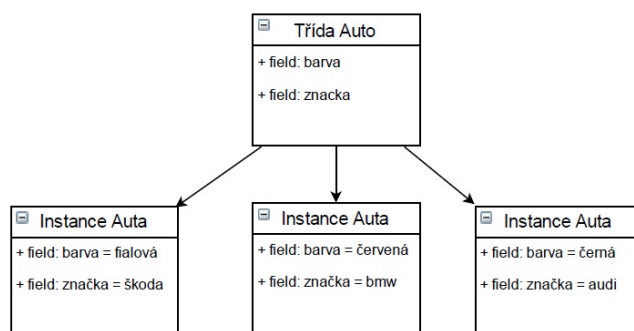 Třída Auto
+ field: barva
+ field: znacka
Instance Auta
+ field: barva = fialová
+ field: značka = škoda
Instance Auta
+ field: barva = červená
+ field: značka = bmw
Instance Auta
+ field: barva = černá
+ field: značka = audi